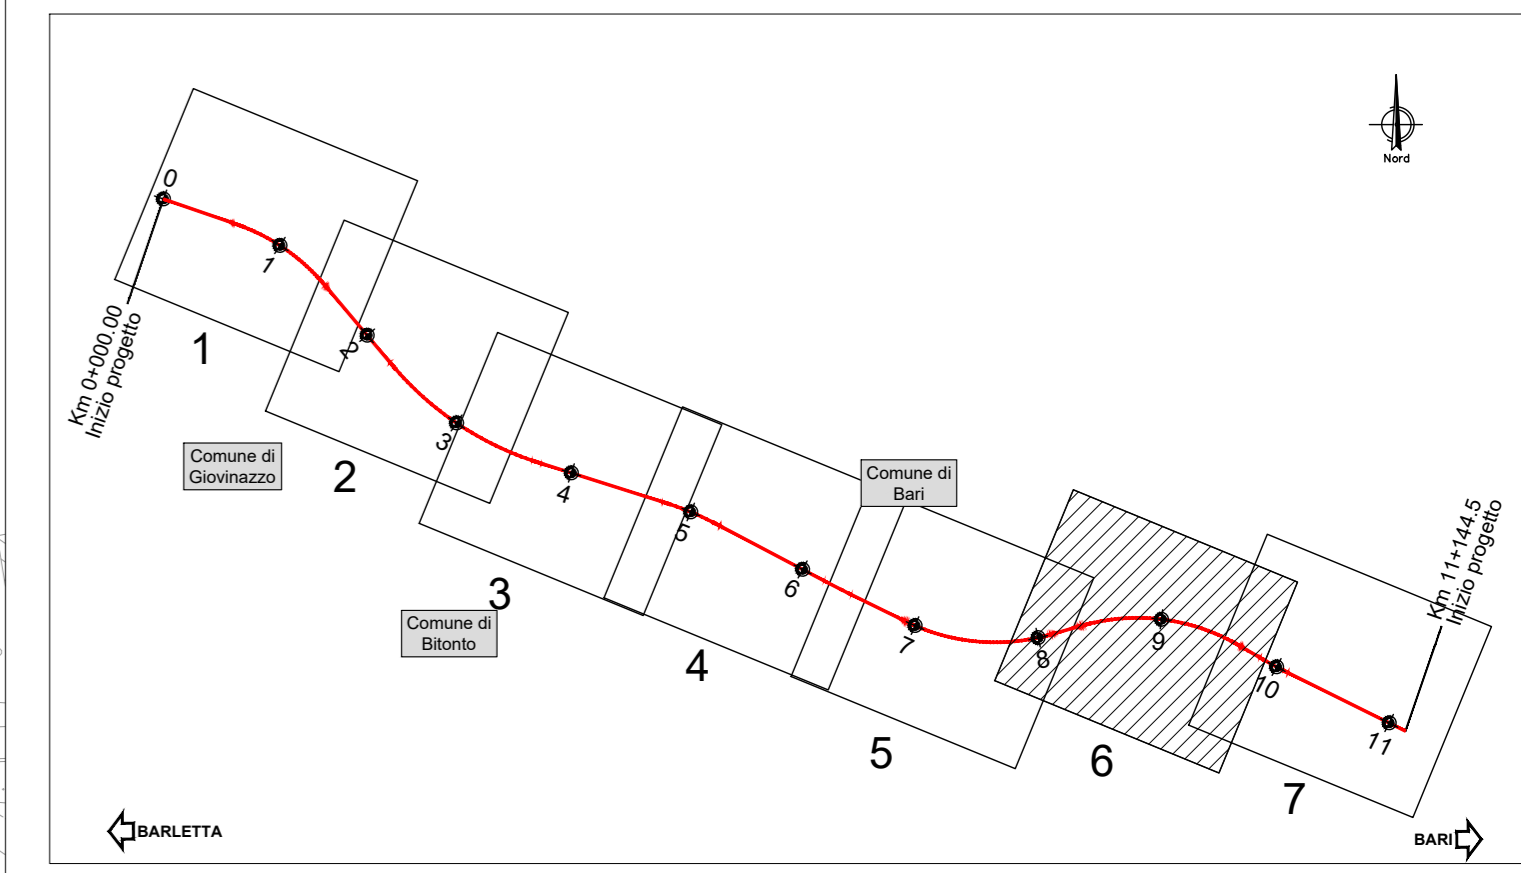 Nord
0
1
2
3
4
5
6
7
8
9
10
11
Km 0+000.00
Inizio progetto
Km 11+144.5
Inizio progetto
1
2
3
4
5
6
7
Comune di
Giovinazzo
Comune di
Bitonto
Comune di
Bari
BARLETTA
BARI